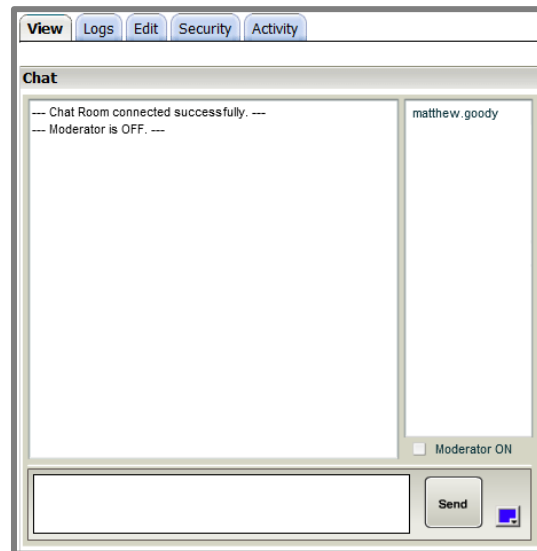 View Logs Edit Security Activity
Chat
--- Chat Room connected successfully. ---
--- Moderator is OFF. ---
matthew.goody
Moderator ON
Send